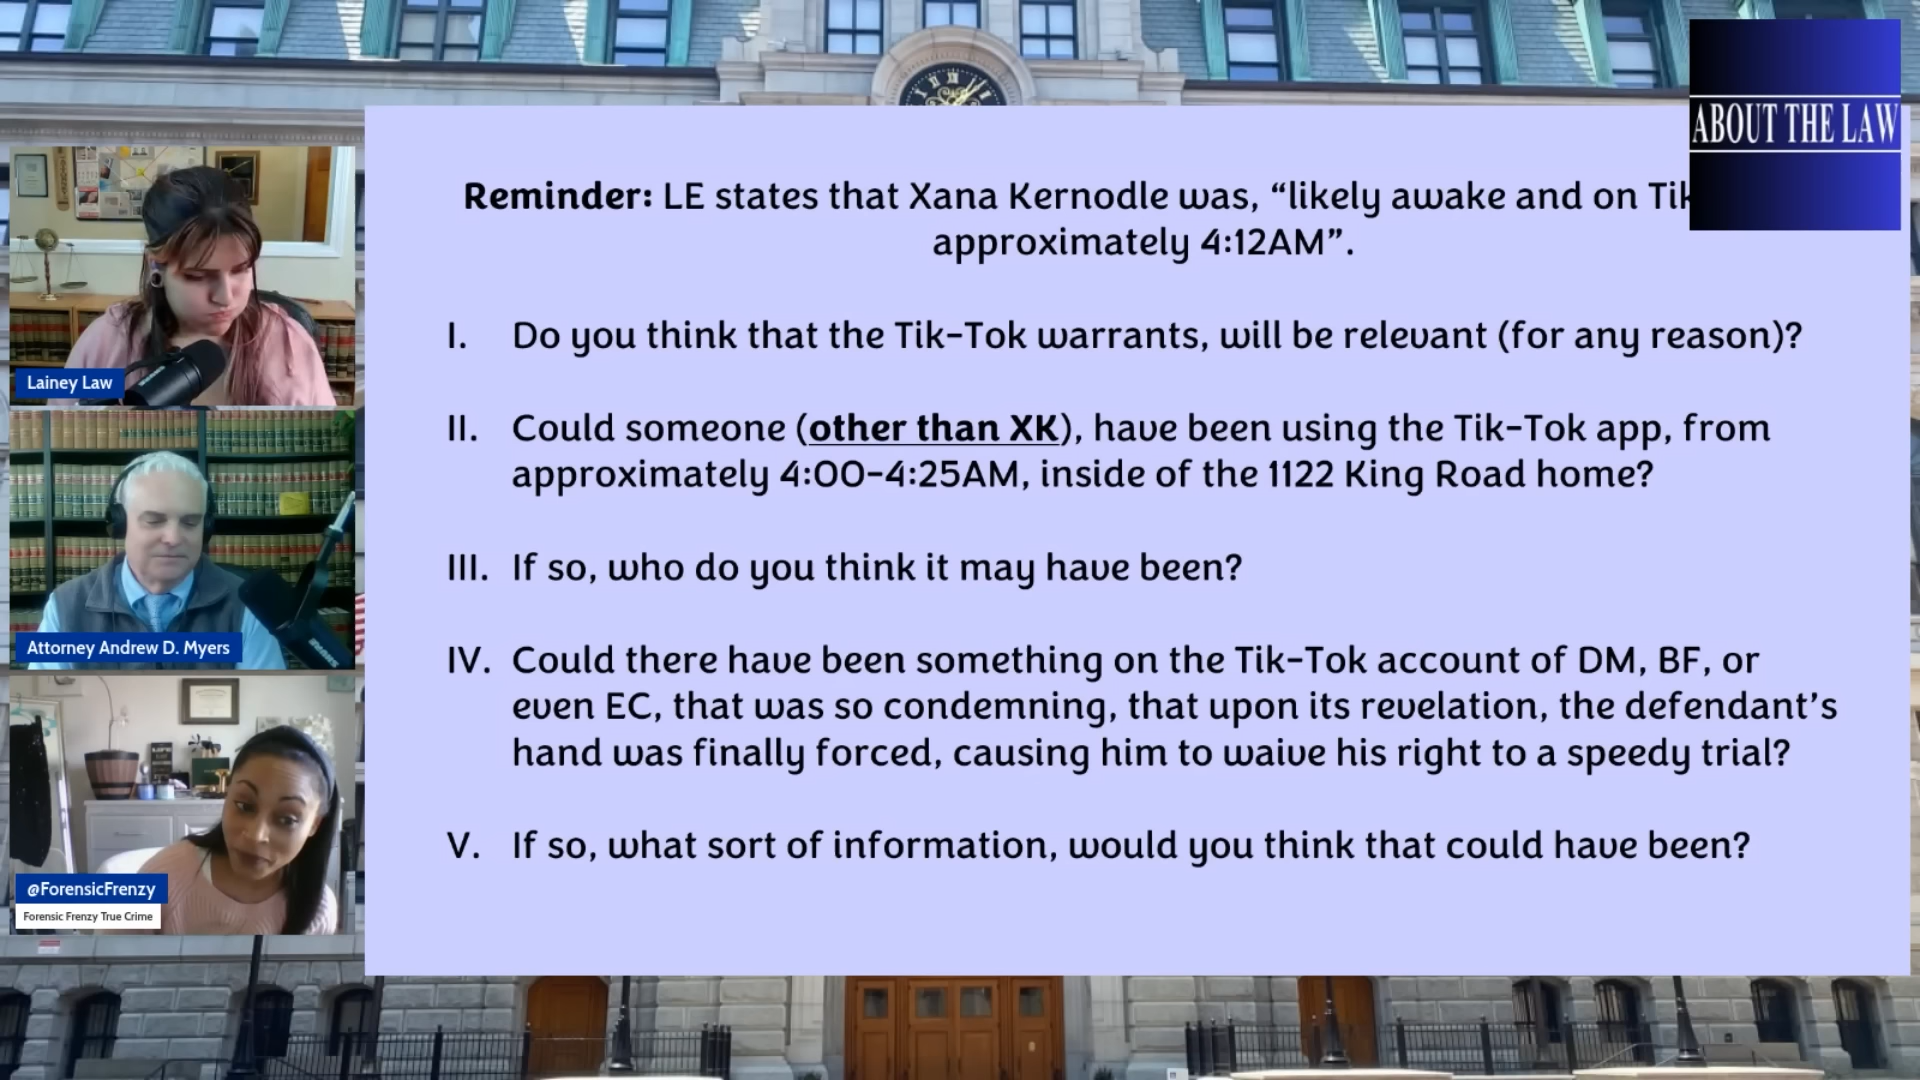 ABOUT THE LAW
Reminder: LE states that Xana Kernodle was, “likely awake and on Tik
approximately 4:12AM”.
I. Do you think that the Tik-Tok warrants, will be relevant (for any reason)?
II. Could someone (other than XK), have been using the Tik-Tok app, from
approximately 4:00-4:25AM, inside of the 1122 King Road home?
III. If so, who do you think it may have been?
IV. Could there have been something on the Tik-Tok account of DM, BF, or
even EC, that was so condemning, that upon its revelation, the defendant’s
hand was finally forced, causing him to waive his right to a speedy trial?
V. If so, what sort of information, would you think that could have been?
Lainey Law
Attorney Andrew D. Myers
@ForensicFrenzy
Forensic Frenzy True Crime